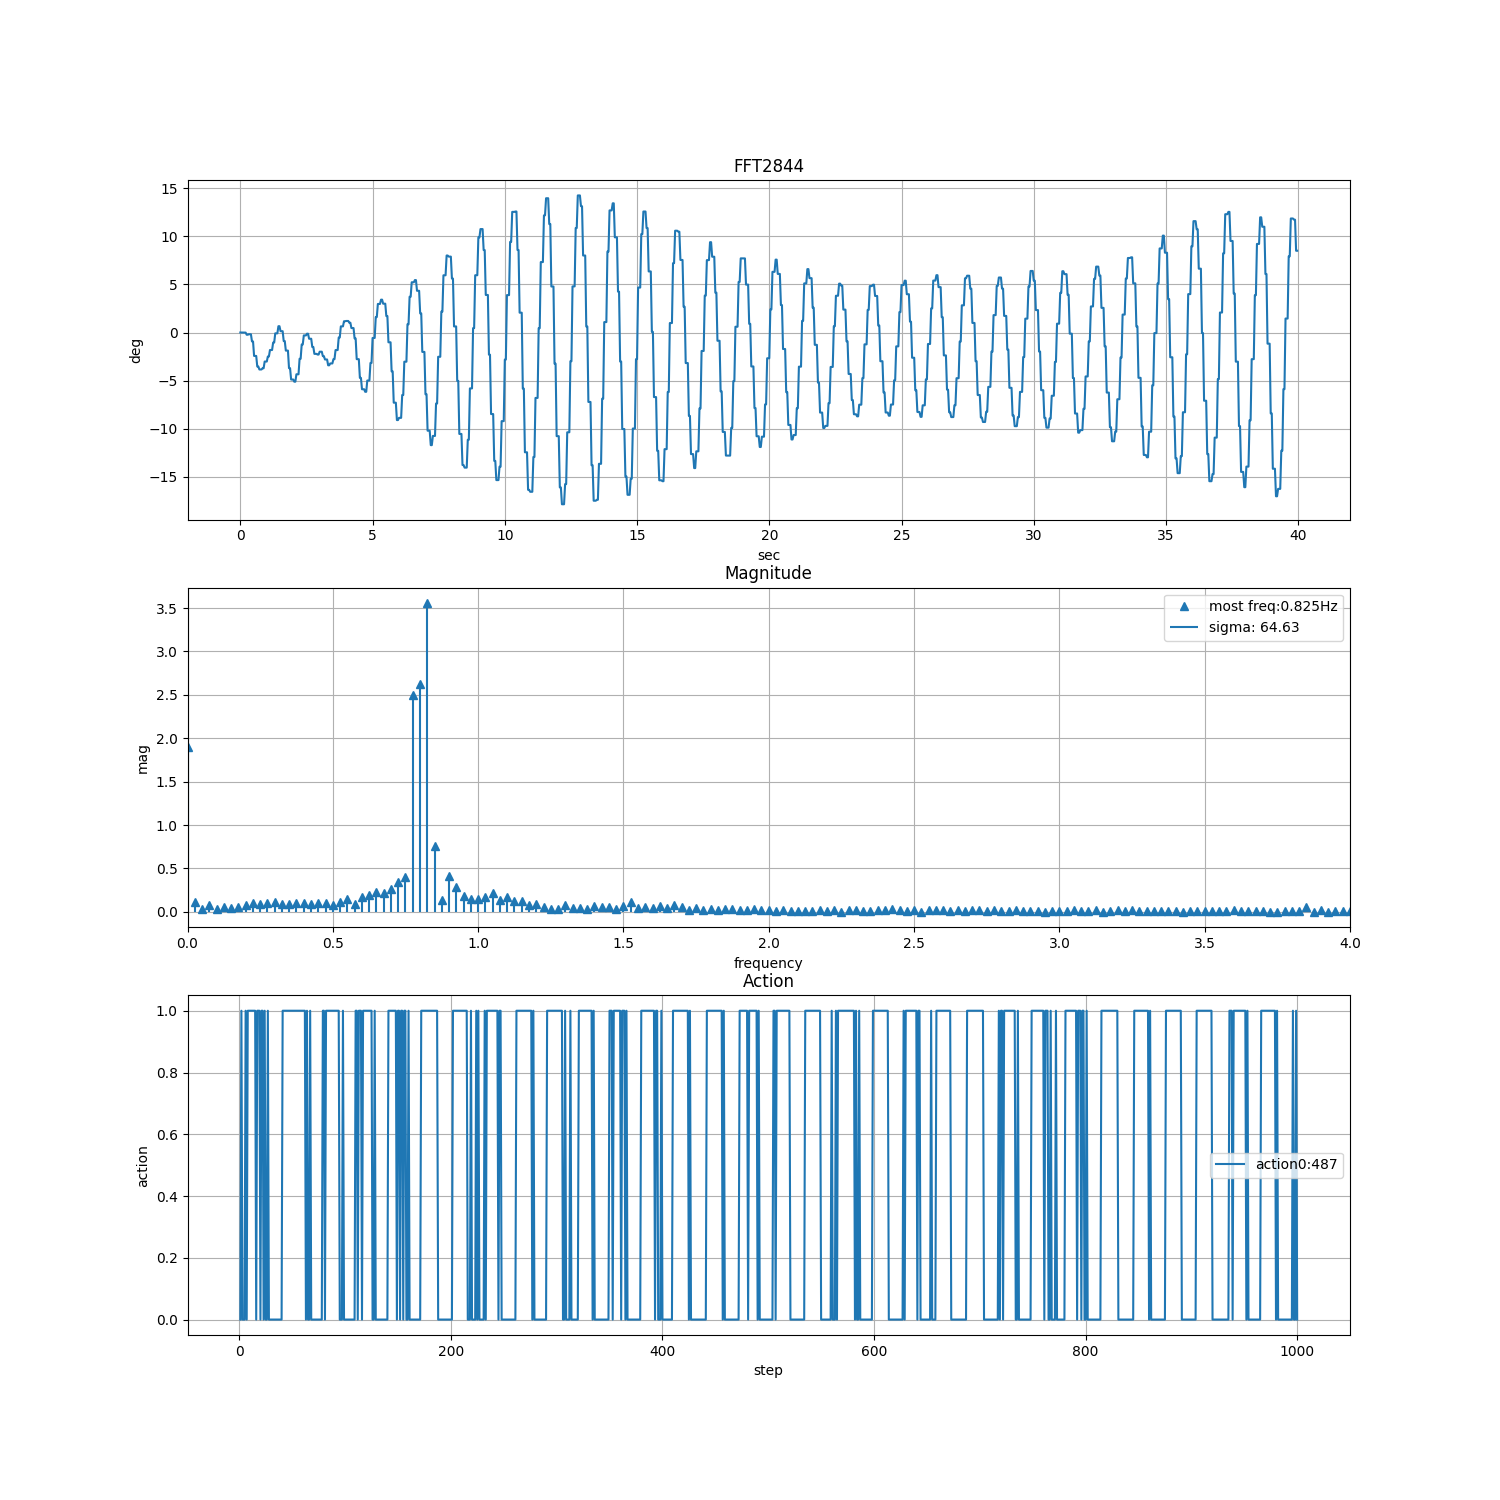 FFT2844
15
10
5
0
−5
−10
−15
deg
0 5 10 15 20 25 30 35 40
sec
Magnitude
3.5
3.0
2.5
2.0
1.5
1.0
0.5
0.0
mag
most freq:0.825Hz
sigma: 64.63
0.0 0.5 1.0 1.5 2.0 2.5 3.0 3.5 4.0
frequency
Action
1.0
0.8
0.6
0.4
0.2
0.0
action
action0:487
0 200 400 600 800 1000
step